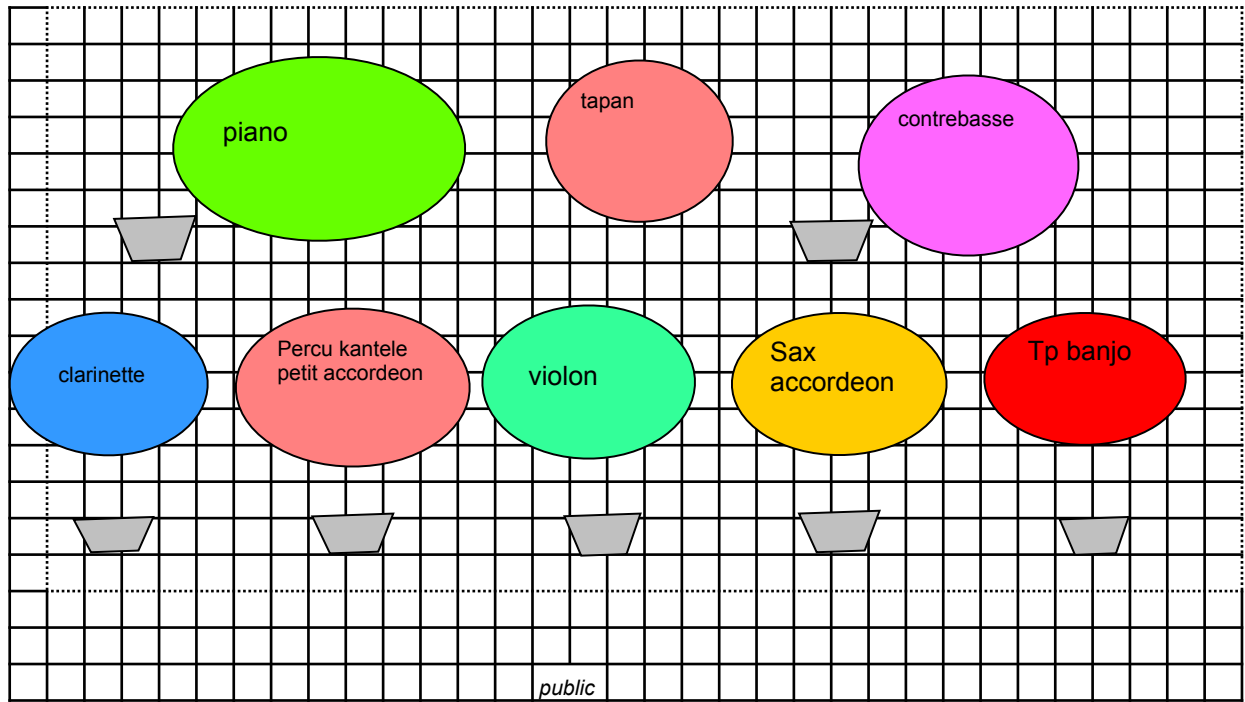 piano
tapan
contrebasse
clarinette
Percu kantele
petit accordeon
violon
Sax
accordeon
Tp banjo
public